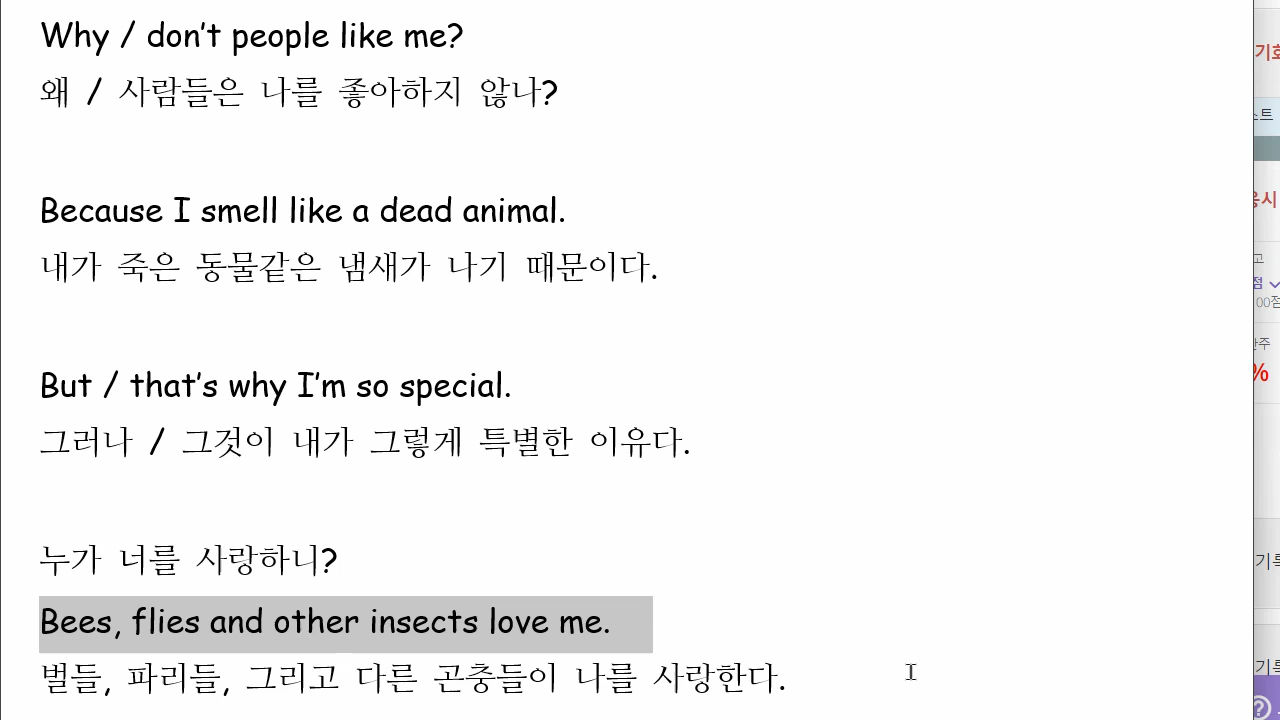 Why / don't people like me?
왜 / 사람들은 나를 좋아하지 않나?
Because I smell like a dead animal.
내가 죽은 동물같은 냄새가 나기 때문이다.
But / that's why I'm so special.
그러나 / 그것이 내가 그렇게 특별한 이유다.
누가 너를 사랑하니?
Bees, flies and other insects love me.
벌들, 파리들, 그리고 다른 곤충들이 나를 사랑한다.